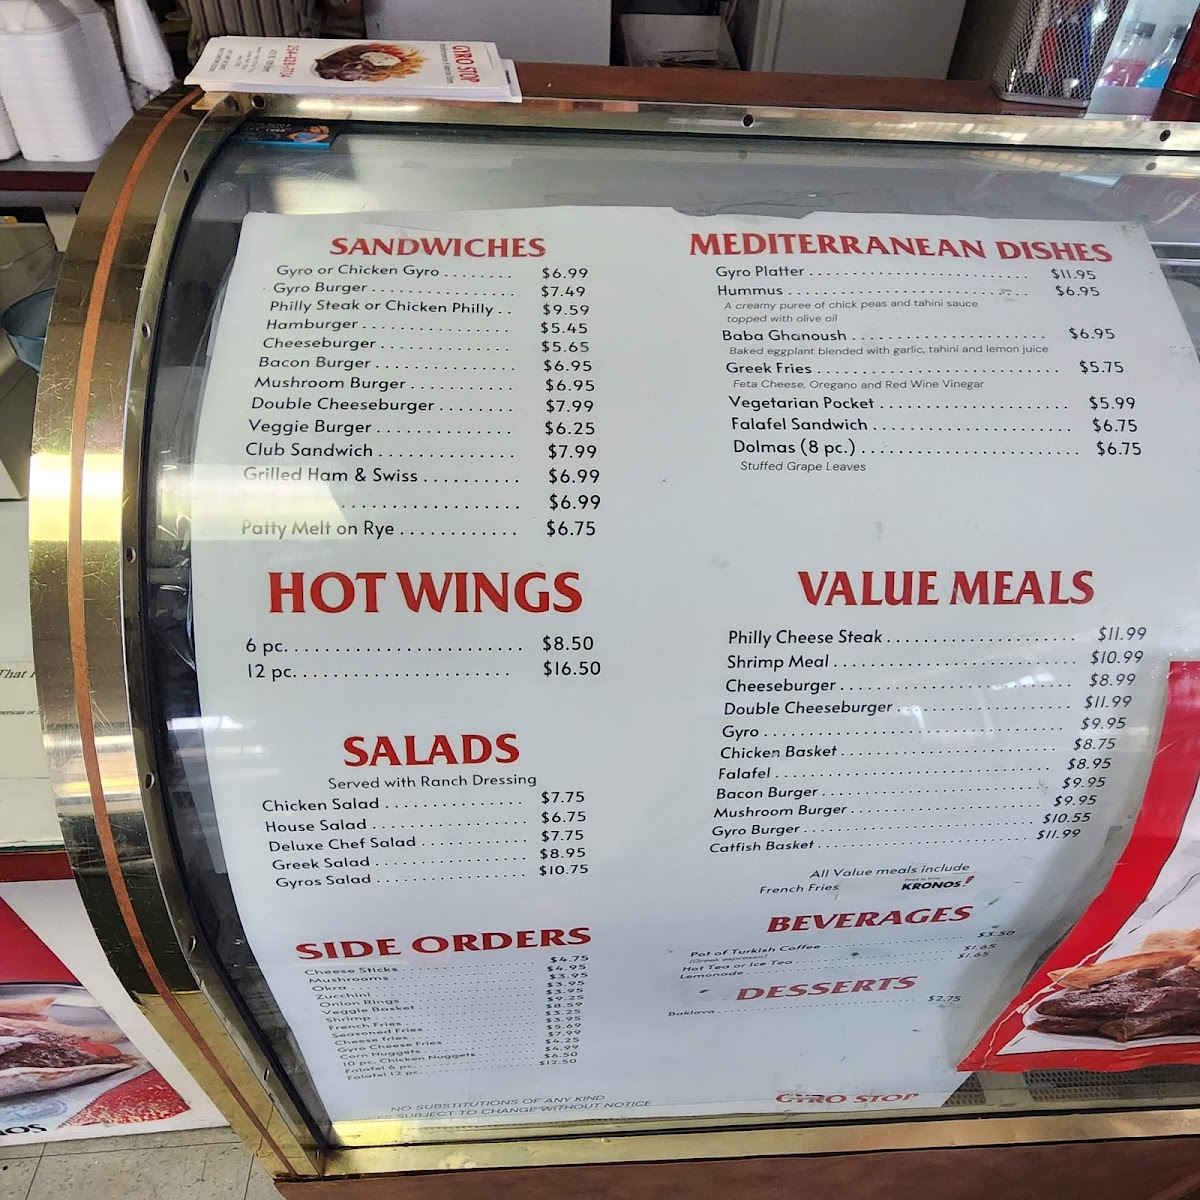 GYRO STOP
SANDWICHES
Gyro or Chicken Gyro ........ $6.99
Gyro Burger ................ $7.49
Philly Steak or Chicken Philly .. $9.59
Hamburger ................ $5.45
Cheeseburger .............. $5.65
Bacon Burger .............. $6.95
Mushroom Burger .......... $6.95
Double Cheeseburger ........ $7.99
Veggie Burger .............. $6.25
Club Sandwich .............. $7.99
Grilled Ham & Swiss .......... $6.99
................ $6.99
Patty Melt on Rye ............ $6.75
HOT WINGS
6 pc. ........................ $8.50
12 pc. ...................... $16.50
SALADS
Served with Ranch Dressing
Chicken Salad .............. $7.75
House Salad ................ $6.75
Deluxe Chef Salad ........... $7.75
Greek Salad ................ $8.95
Gyros Salad ................ $10.75
SIDE ORDERS
Cheese Sticks $4.75
Mushrooms $4.95
Okra $3.95
Zucchini $3.95
Onion Rings $3.95
Veggie Basket $9.25
Shrimp $8.59
French Fries $3.25
Seasoned Fries $3.95
Cheese fries $5.69
Gyro Cheese Fries $7.99
Corn Nuggets $4.25
10 pc. Chicken Nuggets $4.99
Falafel 6 pc. $6.50
Falafel 12 pc. $12.50
NO SUBSTITUTIONS OF ANY KIND
SUBJECT TO CHANGE WITHOUT NOTICE
MEDITERRANEAN DISHES
Gyro Platter ............................ $11.95
Hummus .............................. $6.95
A creamy puree of chick peas and tahini sauce
topped with olive oil
Baba Ghanoush ........................ $6.95
Baked eggplant blended with garlic, tahini and lemon juice
Greek Fries .............................. $5.75
Feta Cheese, Oregano and Red Wine Vinegar
Vegetarian Pocket ...................... $5.99
Falafel Sandwich ........................ $6.75
Dolmas (8 pc.) .......................... $6.75
Stuffed Grape Leaves
VALUE MEALS
Philly Cheese Steak .................... $11.99
Shrimp Meal .......................... $10.99
Cheeseburger ......................... $8.99
Double Cheeseburger .................. $11.99
Gyro ................................. $9.95
Chicken Basket ........................ $8.75
Falafel ................................ $8.95
Bacon Burger .......................... $9.95
Mushroom Burger ...................... $9.95
Gyro Burger ........................... $10.55
Catfish Basket .......................... $11.99
All Value meals include
French Fries
KRONOS
BEVERAGES
Pot of Turkish Coffee $3.50
(Greek espresso)
Hot Tea or Ice Tea $1.65
Lemonade $1.65
DESSERTS
Baklava $2.75
GYRO STOP